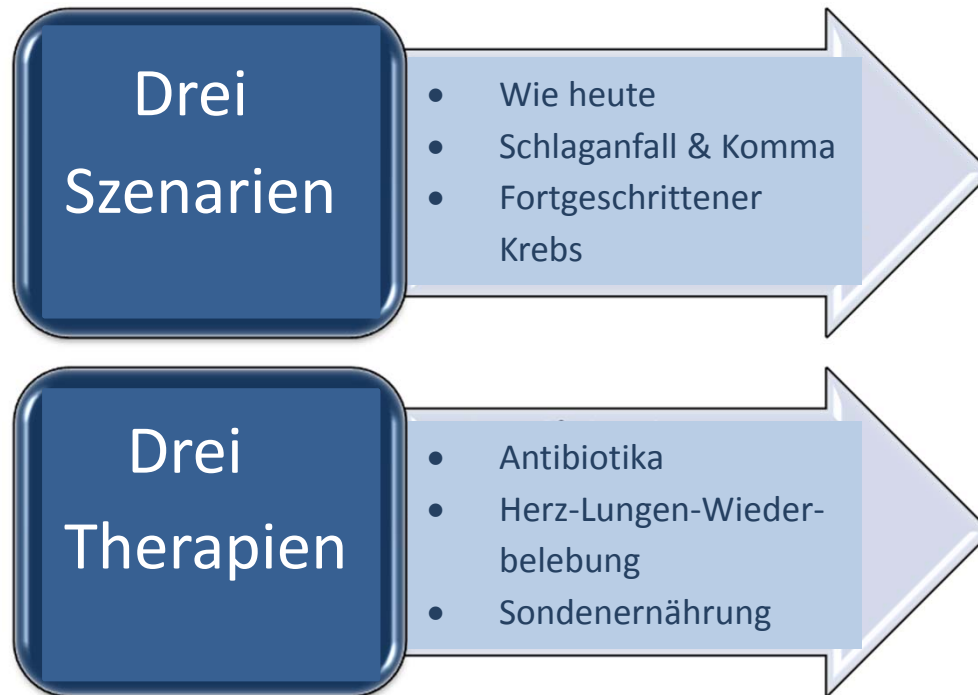 Drei
Szenarien
• Wie heute
• Schlaganfall & Komma
• Fortgeschrittener
Krebs
Drei
Therapien
• Antibiotika
• Herz-Lungen-Wieder-
belebung
• Sondenernährung